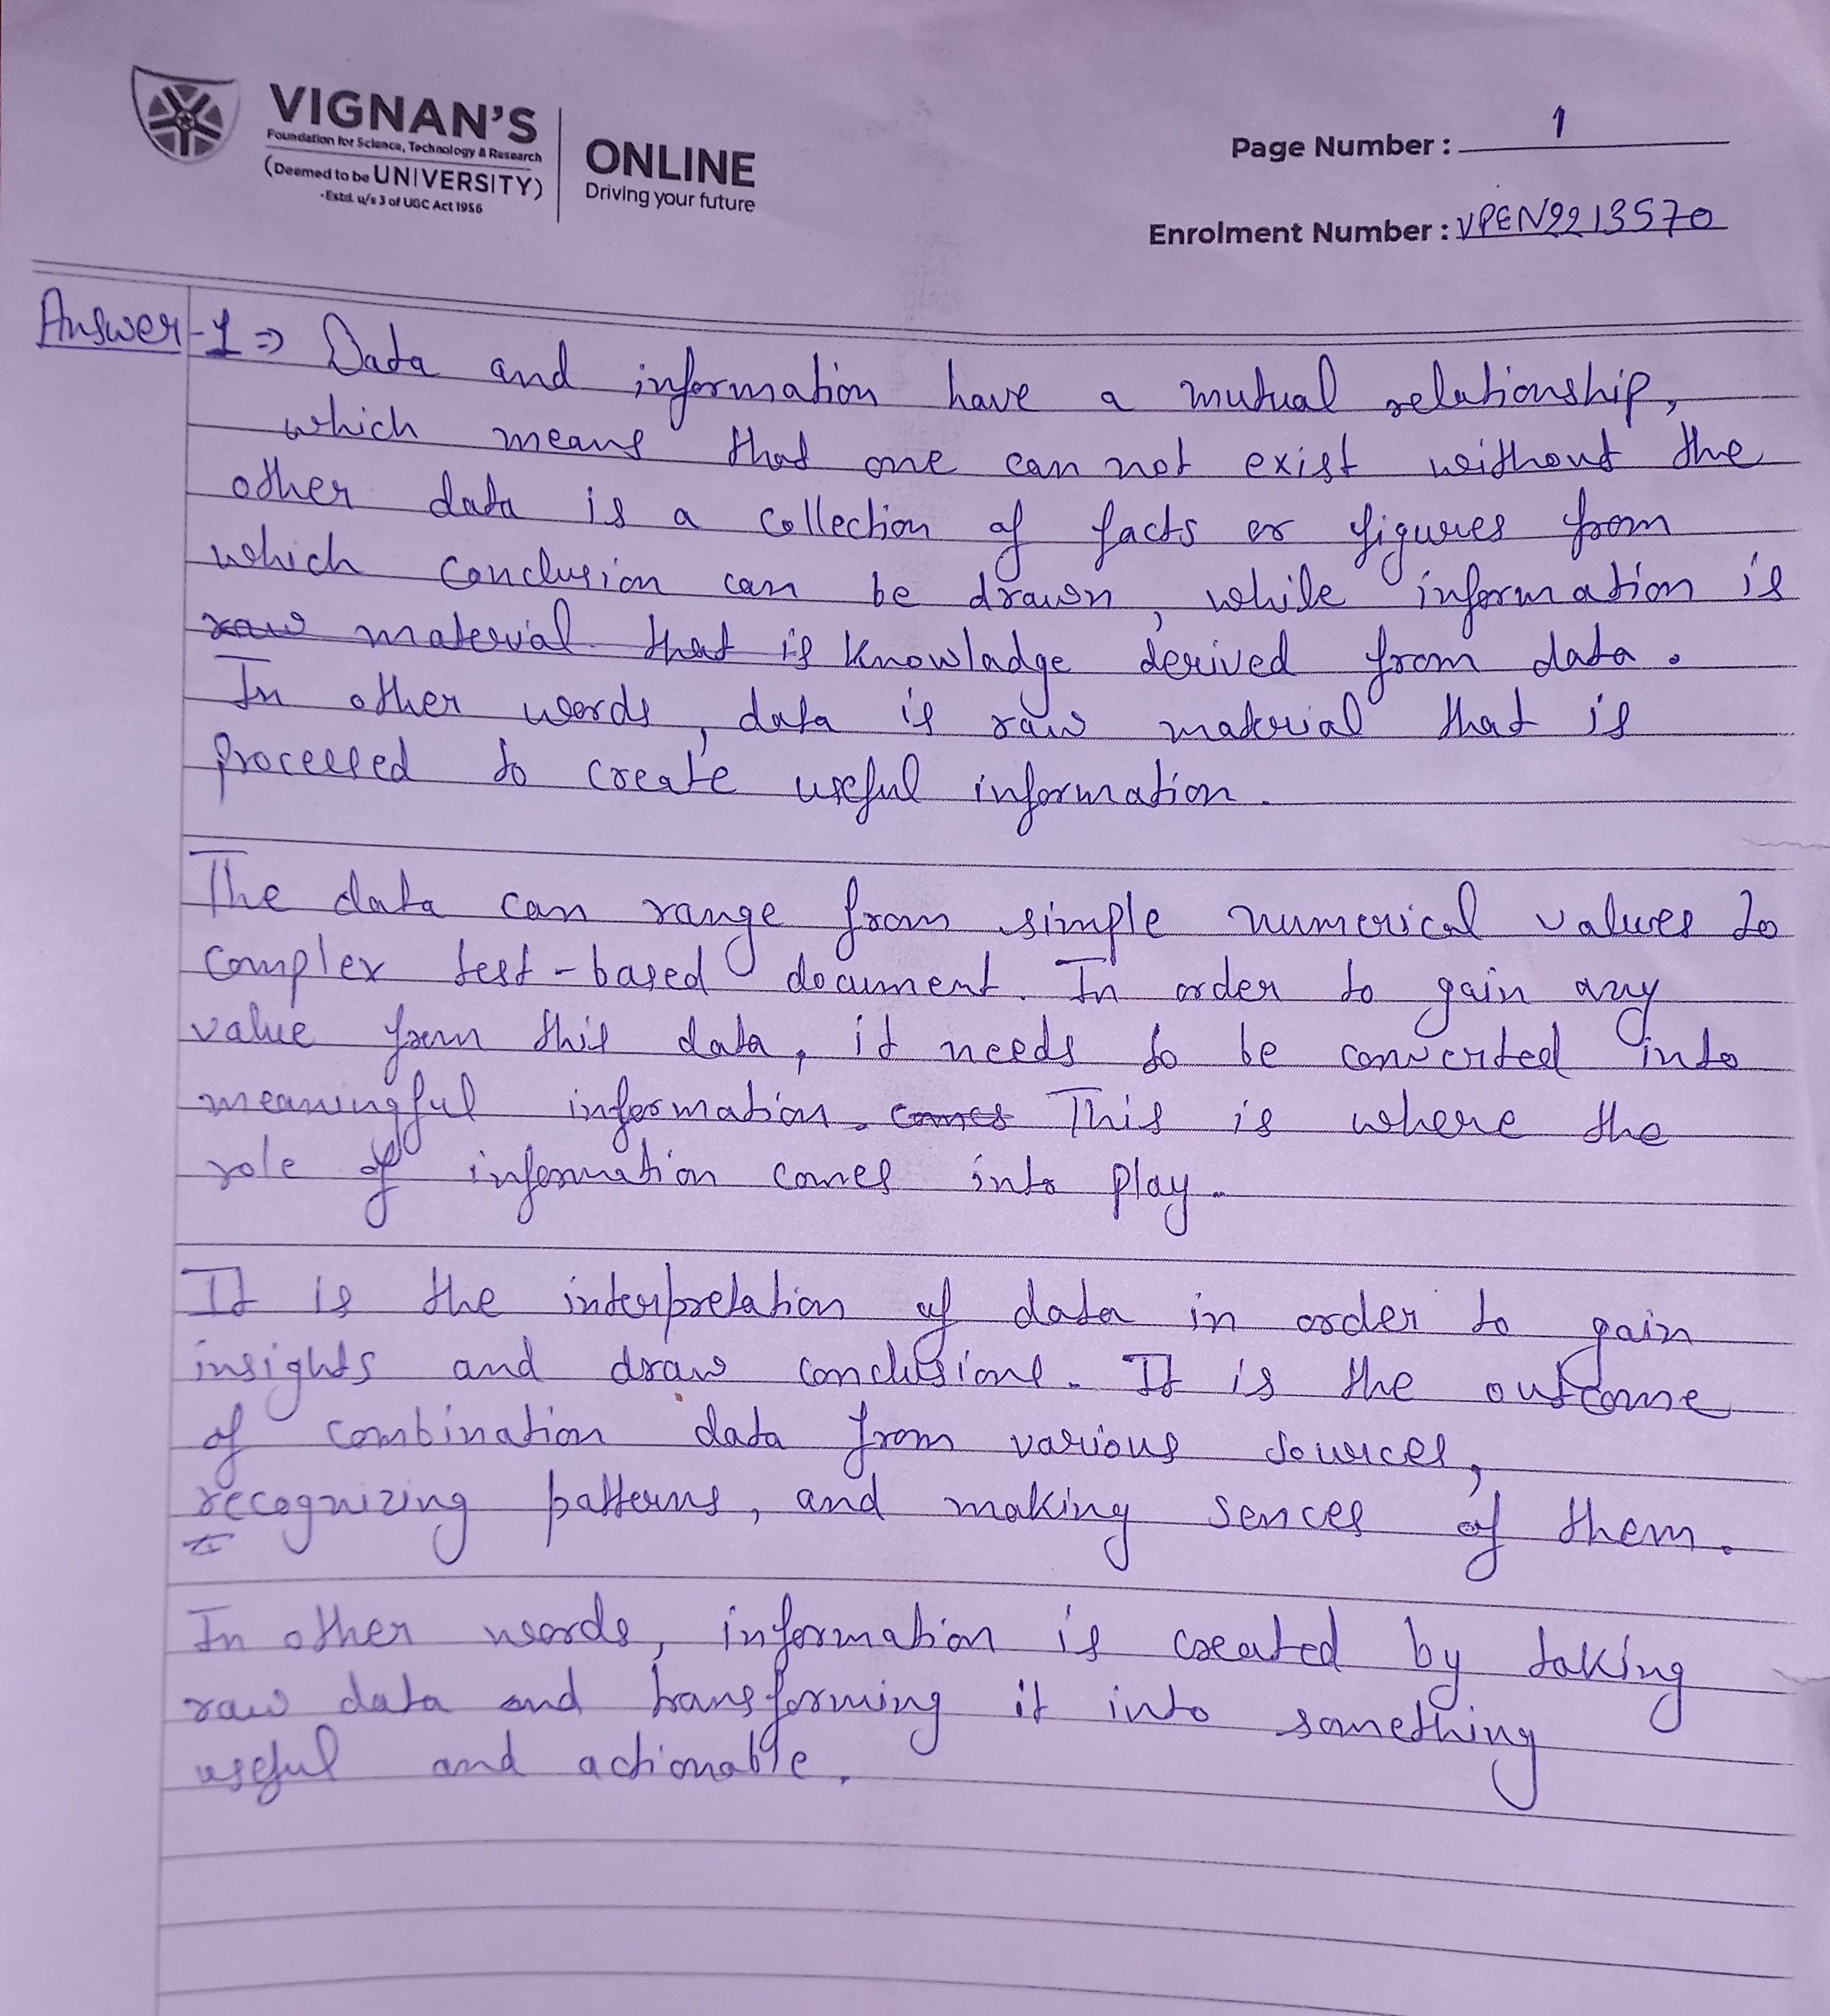 VIGNAN'S
Foundation for Science, Technology & Research
(Deemed to be UNIVERSITY)
-Estd. u/s 3 of UGC Act 1956
ONLINE
Driving your future
Page Number : 1
Enrolment Number : VPEN2213570
Answer-1 ⇒ Data and information have a mutual relationship,
which means that one can not exist without the
other data is a collection of facts or figures from
which conclusion can be drawn, while information is
raw material that is Knowladge derived from data.
In other words, data is raw material that is
processed to create useful information.
The data can range from simple numerical values to
complex test-based document. In order to gain any
value from this data, it needs to be converted into
meaningful information. comes This is where the
role of information comes into play.
It is the interpretation of data in order to gain
insights and draw conclusions. It is the outcome
of combination data from various sources,
recognizing patterns, and making sences of them.
In other words, information is created by taking
raw data and transforming it into something
useful and actionable.